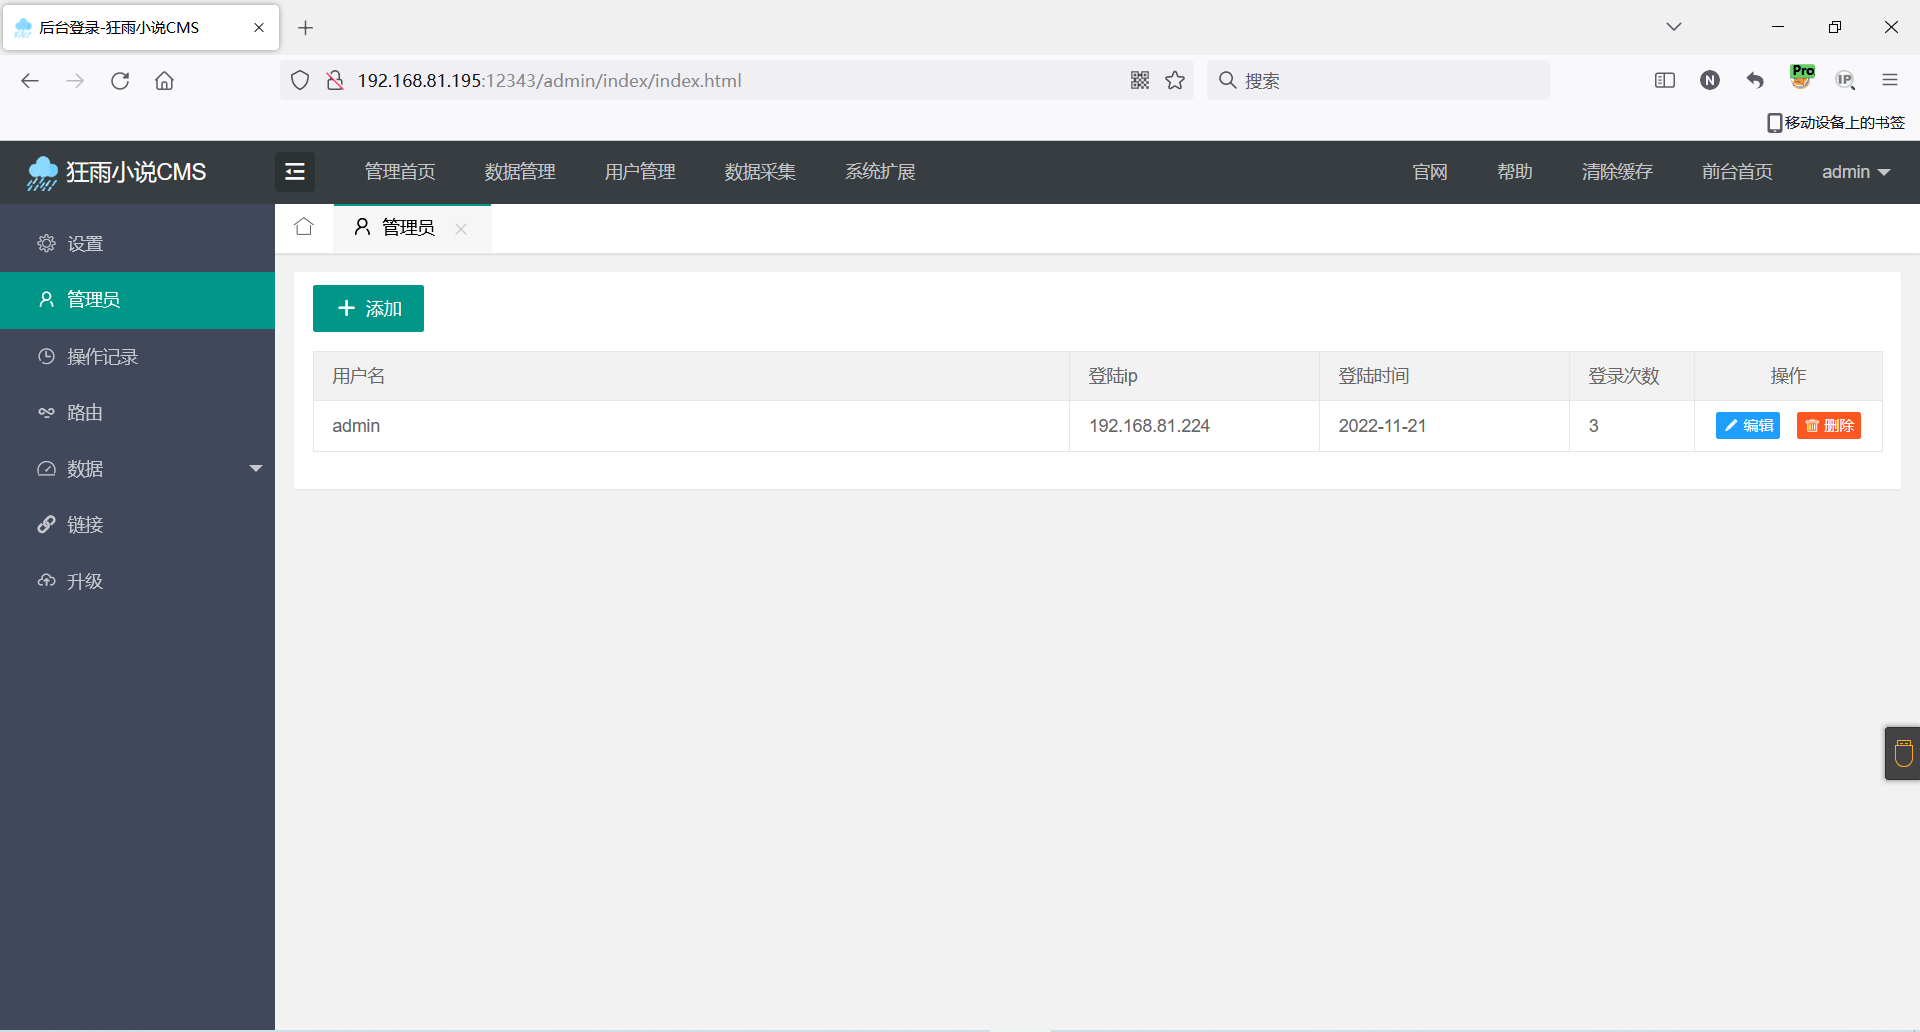 后台登录-狂雨小说CMS
192.168.81.195:12343/admin/index/index.html
搜索
N
Pro
IP
移动设备上的书签
狂雨小说CMS
管理首页
数据管理
用户管理
数据采集
系统扩展
官网
帮助
清除缓存
前台首页
admin
设置
管理员
操作记录
路由
数据
链接
升级
管理员
添加
用户名 登陆ip 登陆时间 登录次数 操作
admin 192.168.81.224 2022-11-21 3 编辑 删除